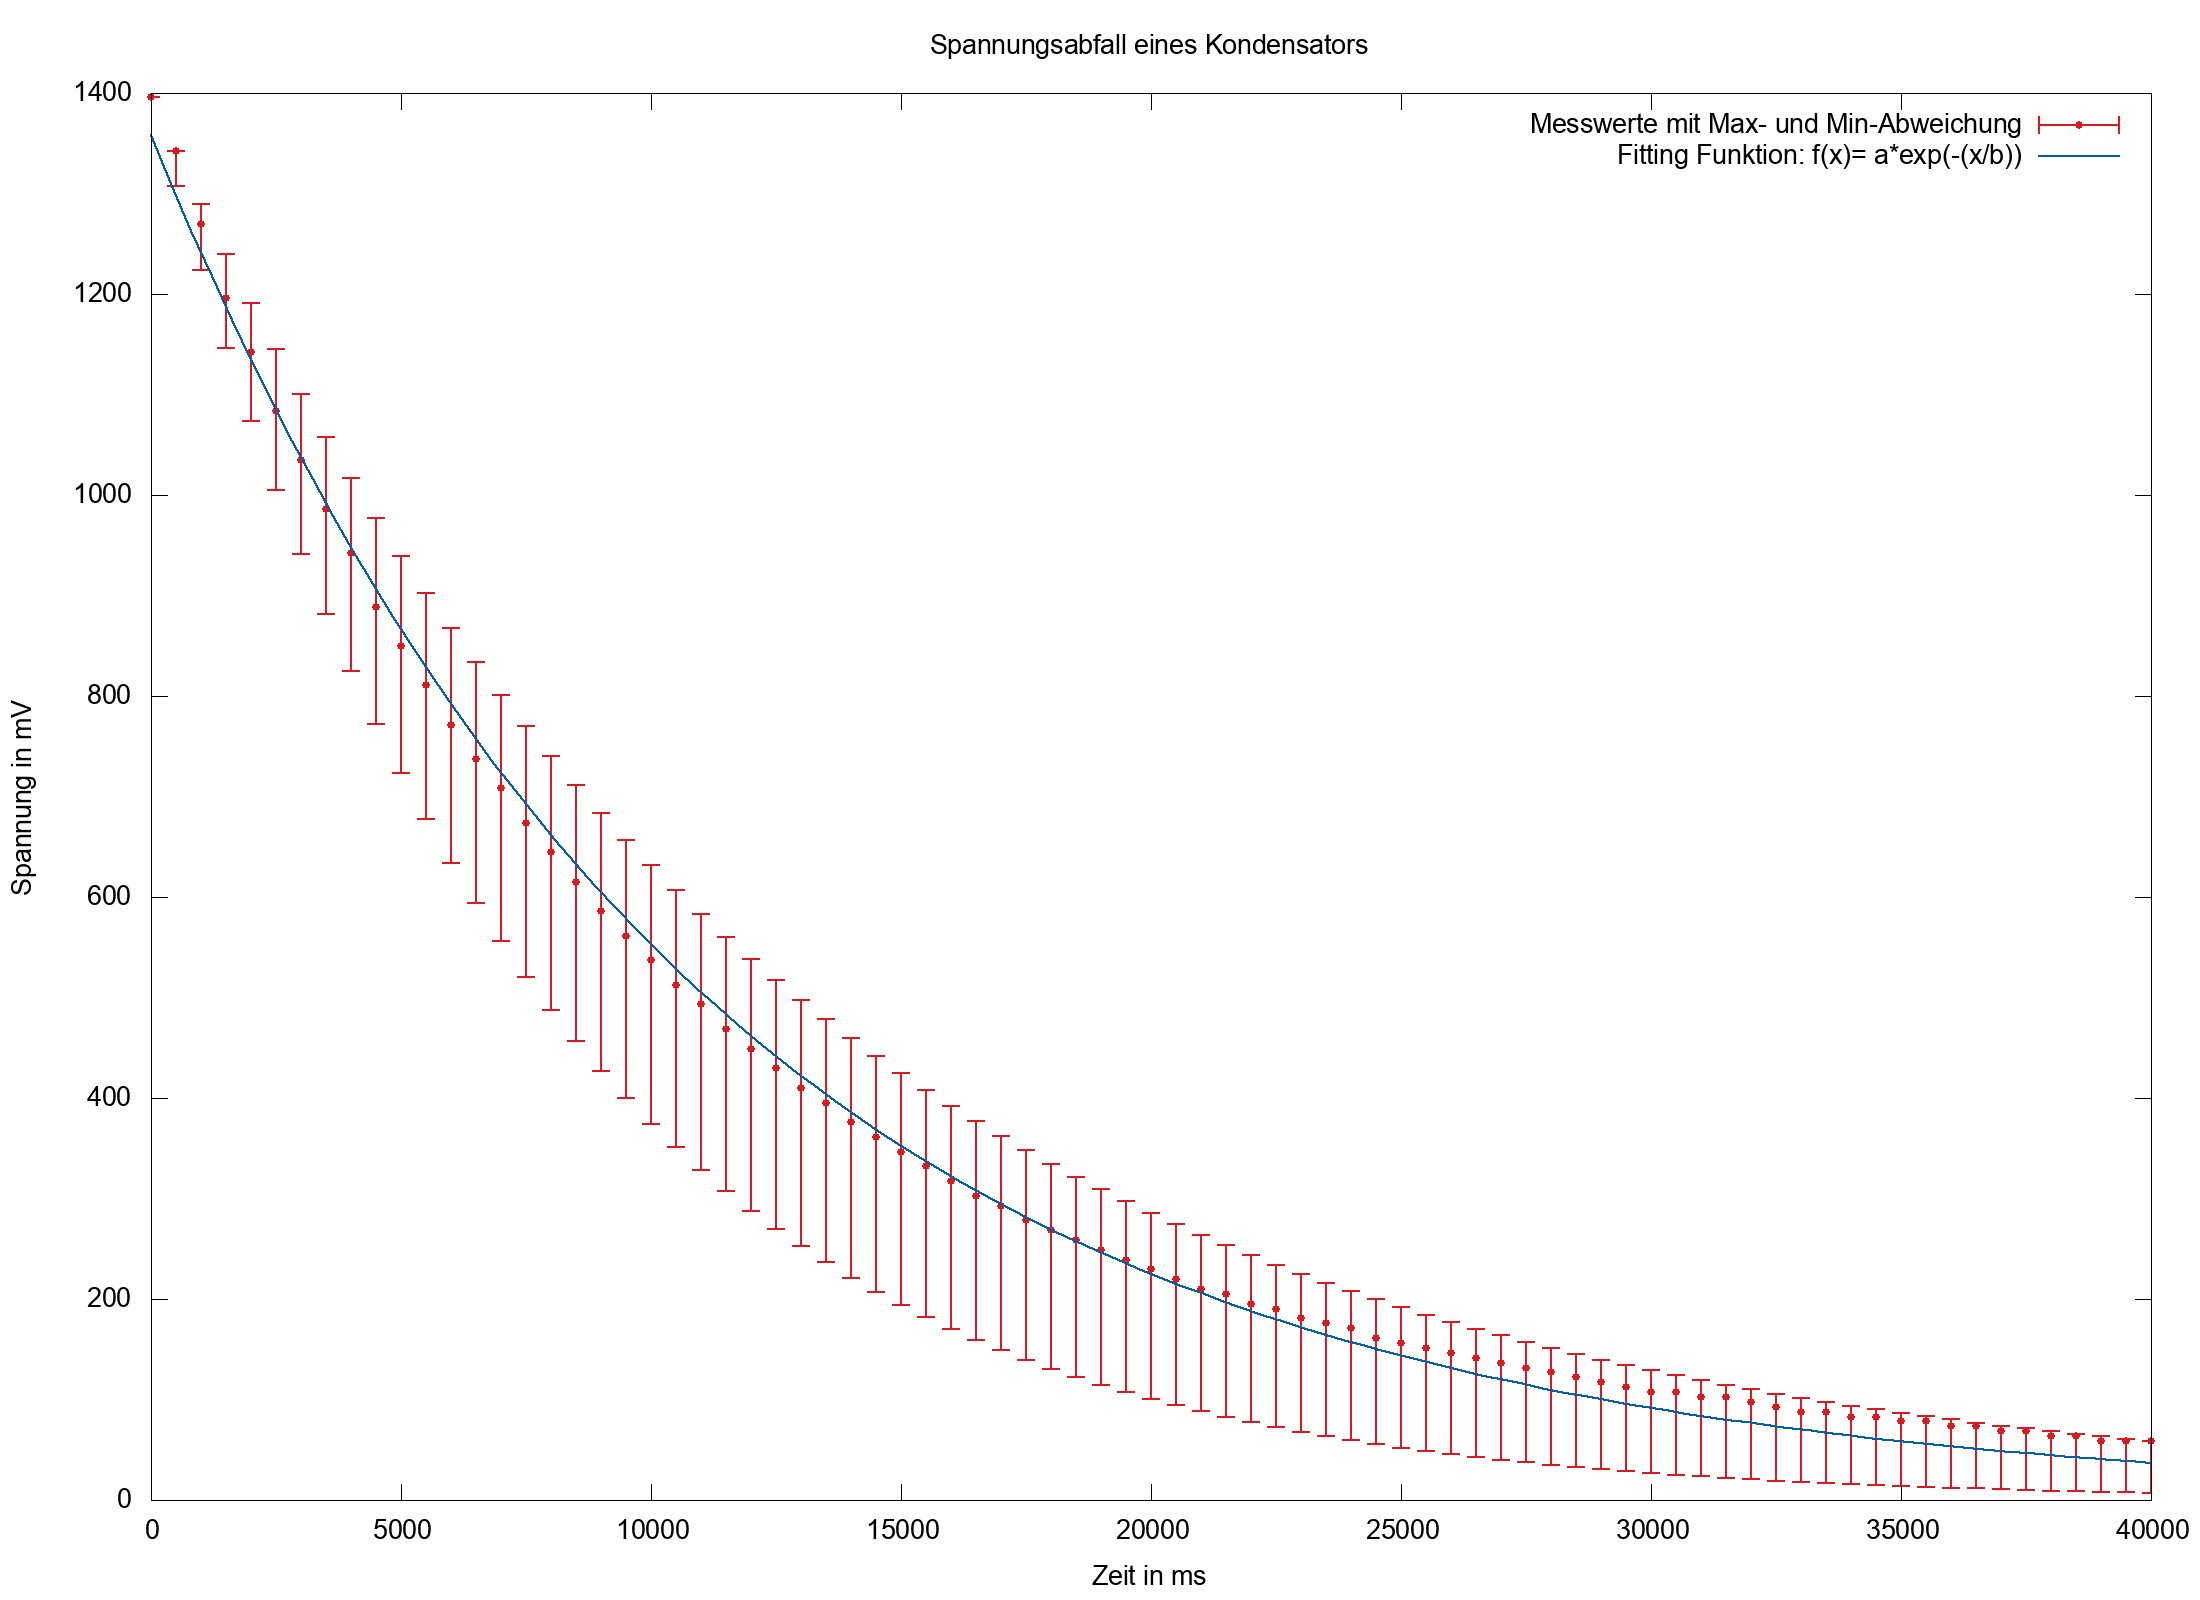 Spannungsabfall eines Kondensators
Messwerte mit Max- und Min-Abweichung
Fitting Funktion: f(x)= a*exp(-(x/b))
1400
1200
1000
800
600
400
200
0
Spannung in mV
0 5000 10000 15000 20000 25000 30000 35000 40000
Zeit in ms